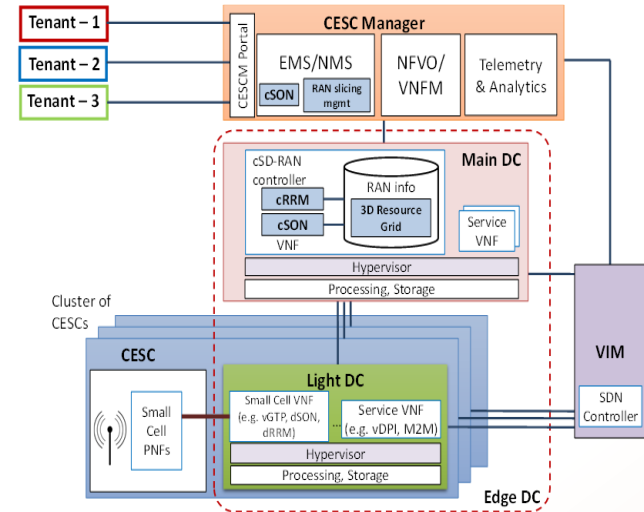 Tenant – 1
Tenant – 2
Tenant – 3
CESC Manager
CESCM Portal
EMS/NMS
cSON
RAN slicing
mgmt
NFVO/
VNFM
Telemetry
& Analytics
Main DC
cSD-RAN
controller
cRRM
cSON
VNF
RAN info
3D Resource
Grid
Service
VNF
Hypervisor
Processing, Storage
Cluster of
CESCs
CESC
Small
Cell
PNFs
Light DC
Small Cell VNF
(e.g. vGTP, dSON,
dRRM)
...
Service VNF
(e.g. vDPI, M2M)
Hypervisor
Processing, Storage
Edge DC
VIM
SDN
Controller